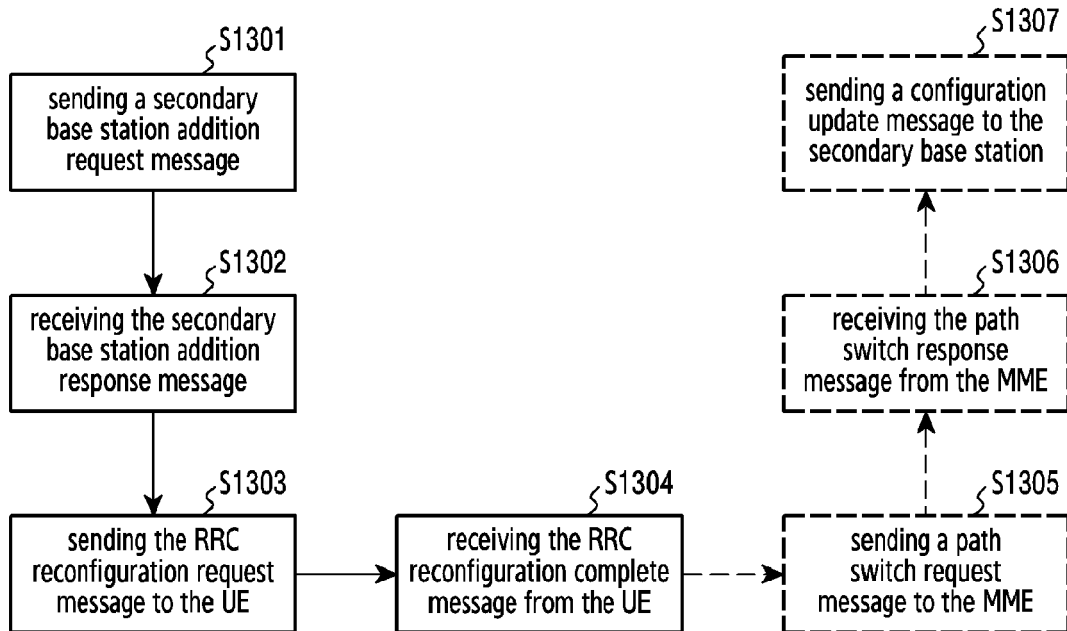 S1301
sending a secondary
base station addition
request message
S1302
receiving the secondary
base station addition
response message
S1303
sending the RRC
reconfiguration request
message to the UE
S1304
receiving the RRC
reconfiguration complete
message from the UE
S1305
sending a path
switch request
message to the MME
S1306
receiving the path
switch response
message from the MME
S1307
sending a configuration
update message to the
secondary base station